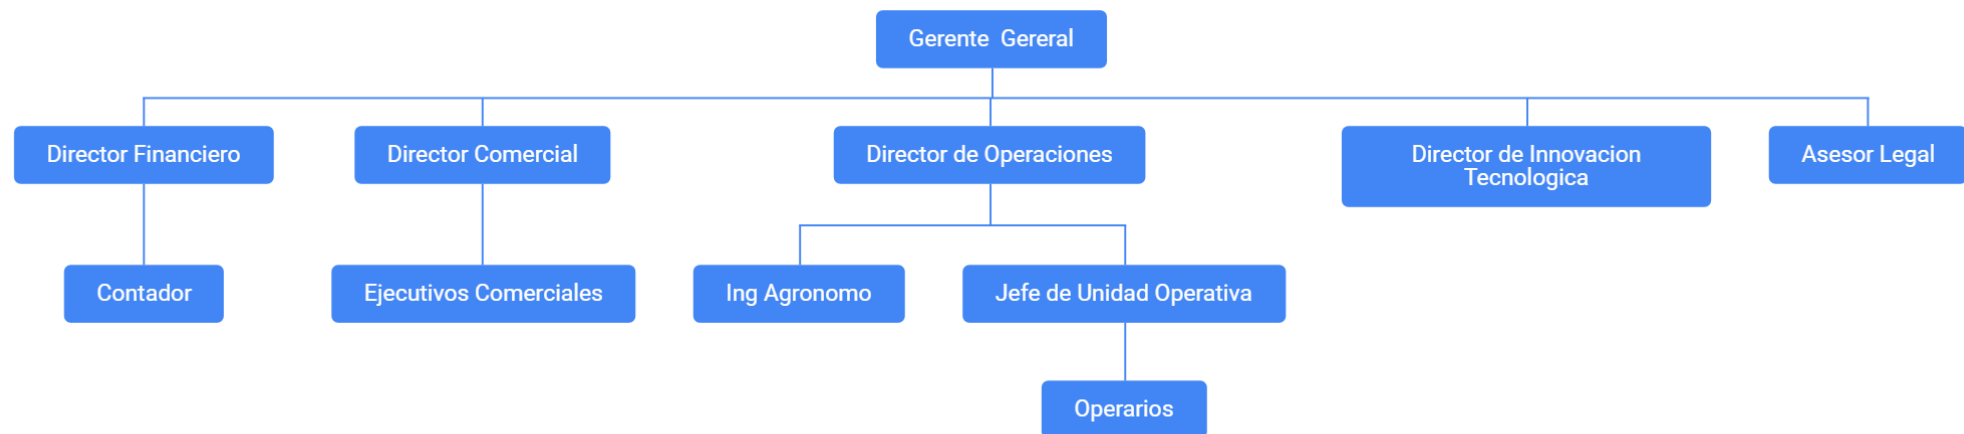 Gerente  Gereral
Director Financiero
Director Comercial
Director de Operaciones
Director de Innovacion
Tecnologica
Asesor Legal
Contador
Ejecutivos Comerciales
Ing Agronomo
Jefe de Unidad Operativa
Operarios